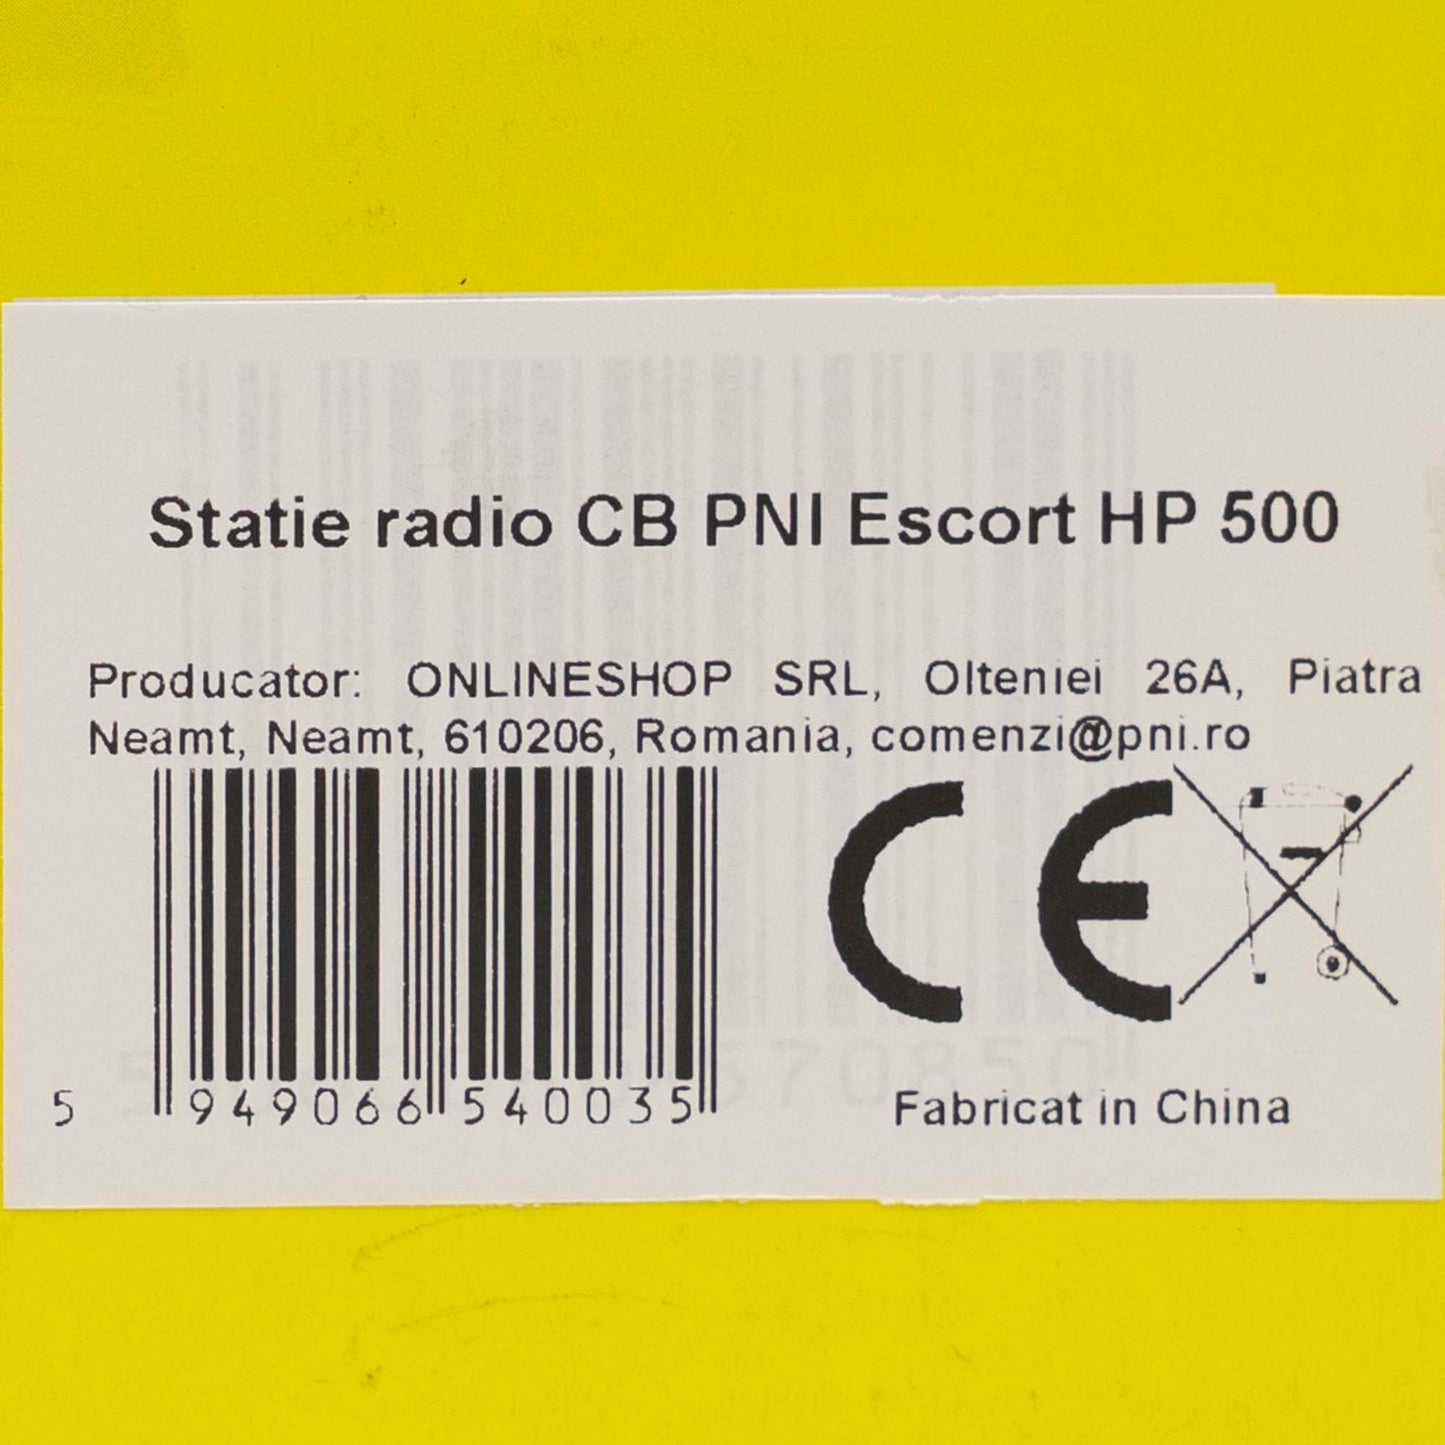 Statie radio CB PNI Escort HP 500
Producator: ONLINESHOP SRL, Olteniei 26A, Piatra
Neamt, Neamt, 610206, Romania, comenzi@pni.ro
CE
5 949066 540035
Fabricat in China